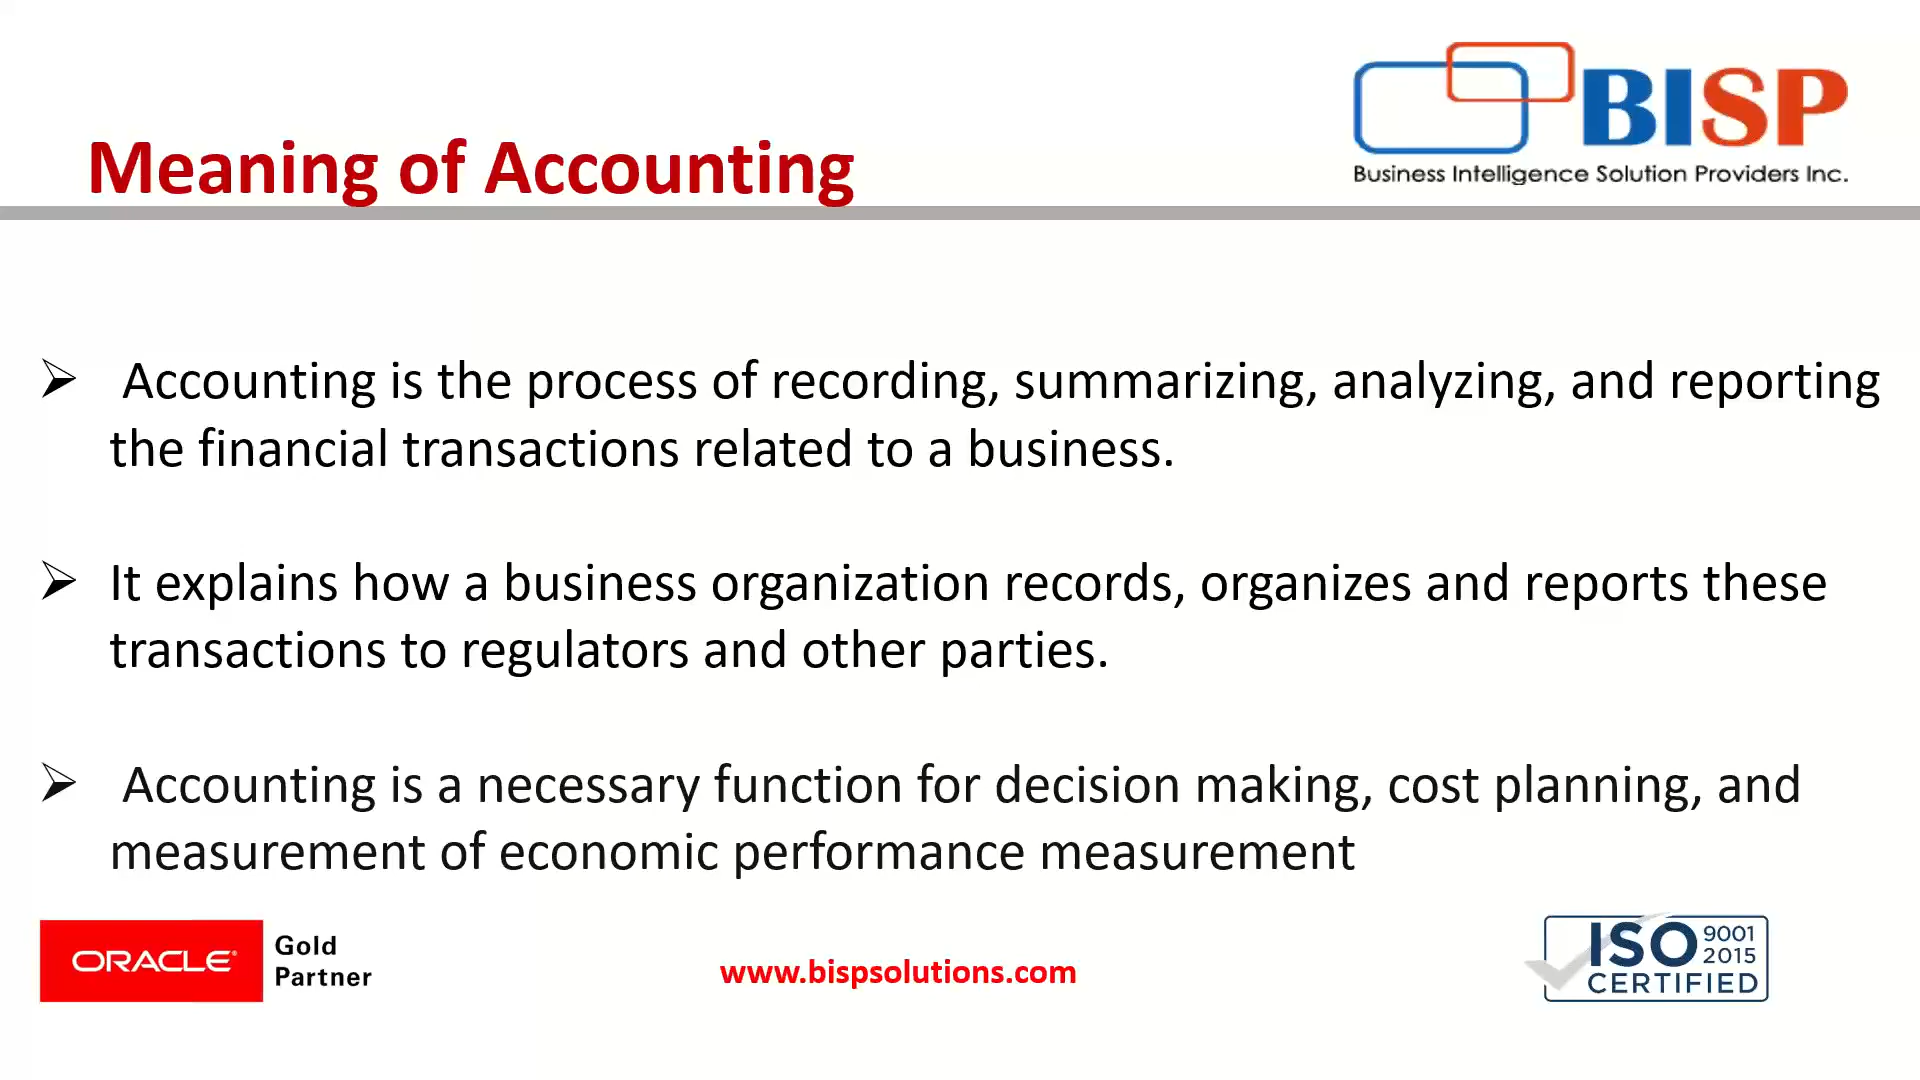 BISP
Business Intelligence Solution Providers Inc.
Meaning of Accounting
➢ Accounting is the process of recording, summarizing, analyzing, and reporting
the financial transactions related to a business.
➢ It explains how a business organization records, organizes and reports these
transactions to regulators and other parties.
➢ Accounting is a necessary function for decision making, cost planning, and
measurement of economic performance measurement
ORACLE® Gold
Partner
www.bispsolutions.com
ISO 9001
2015
CERTIFIED